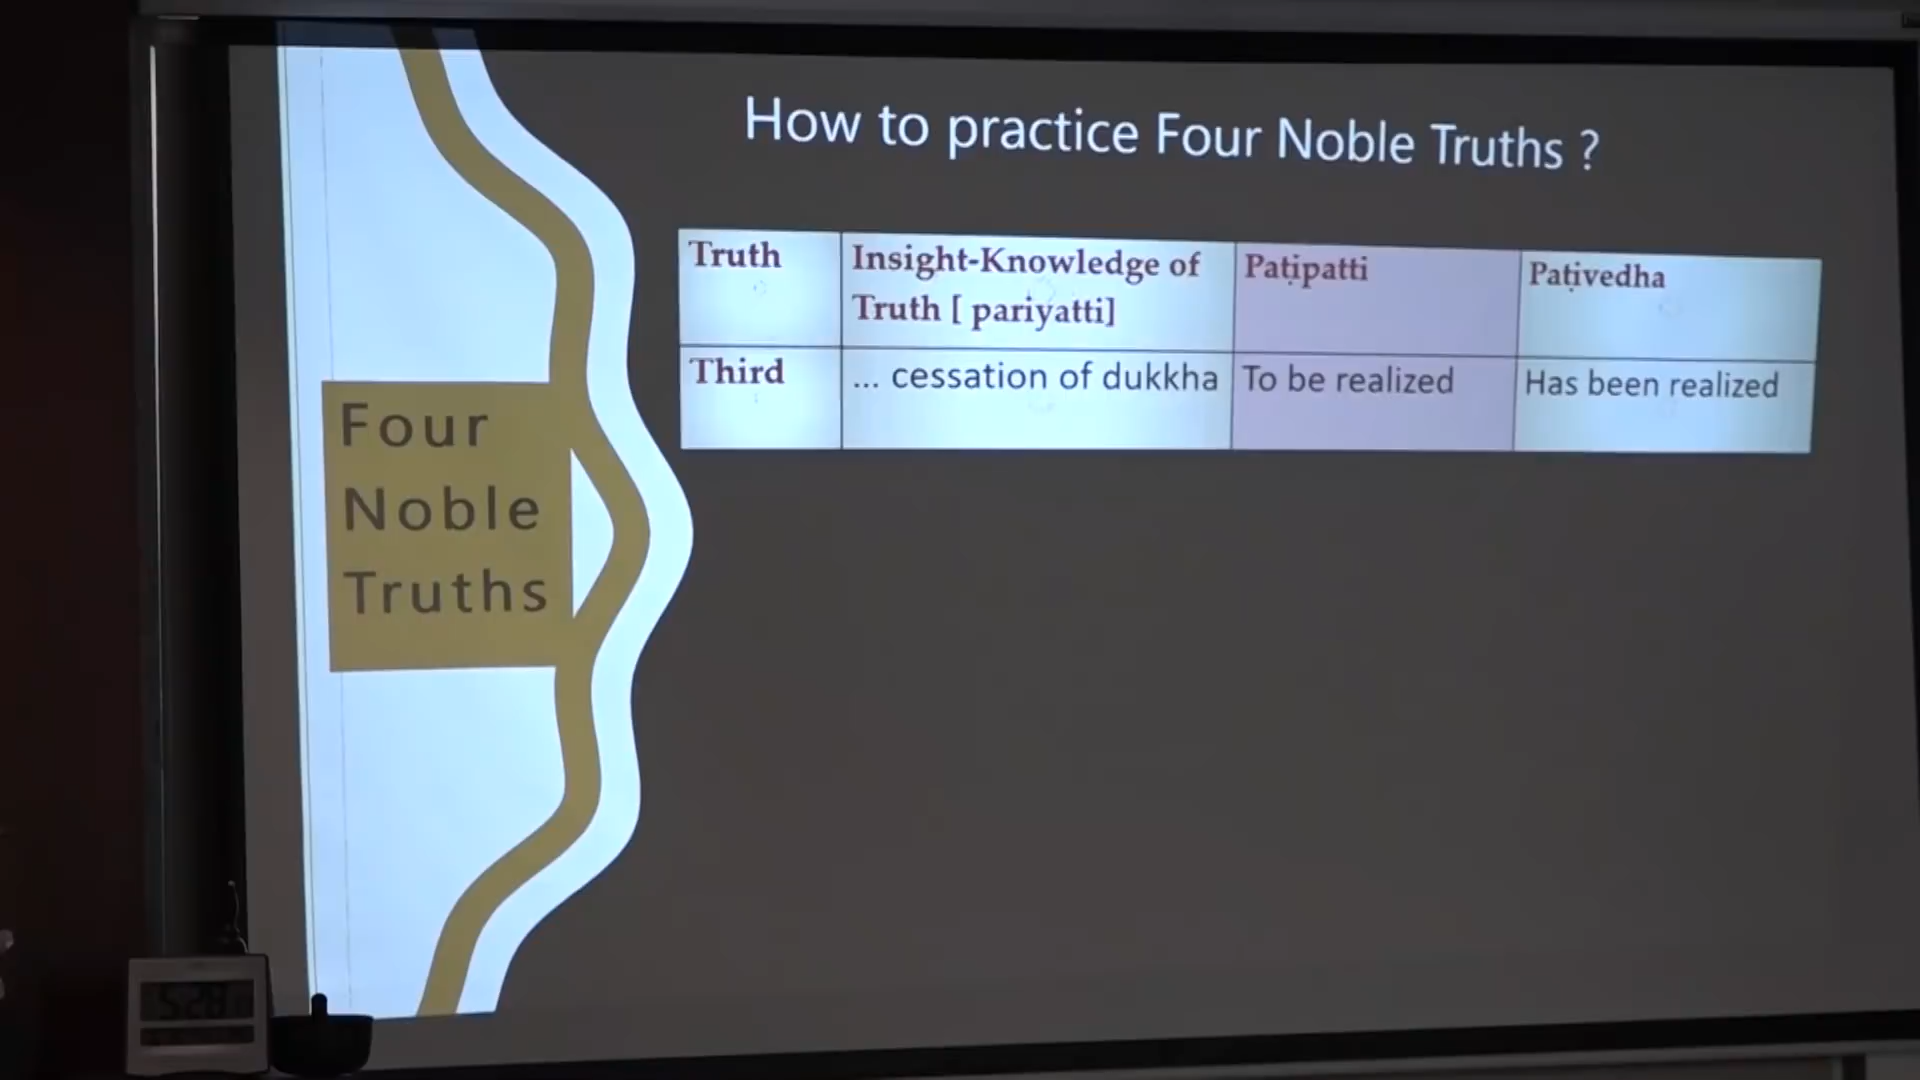 How to practice Four Noble Truths ?
Truth
Insight-Knowledge of
Truth [ pariyatti]
Paṭipatti
Paṭivedha
Third
... cessation of dukkha
To be realized
Has been realized
Four
Noble
Truths